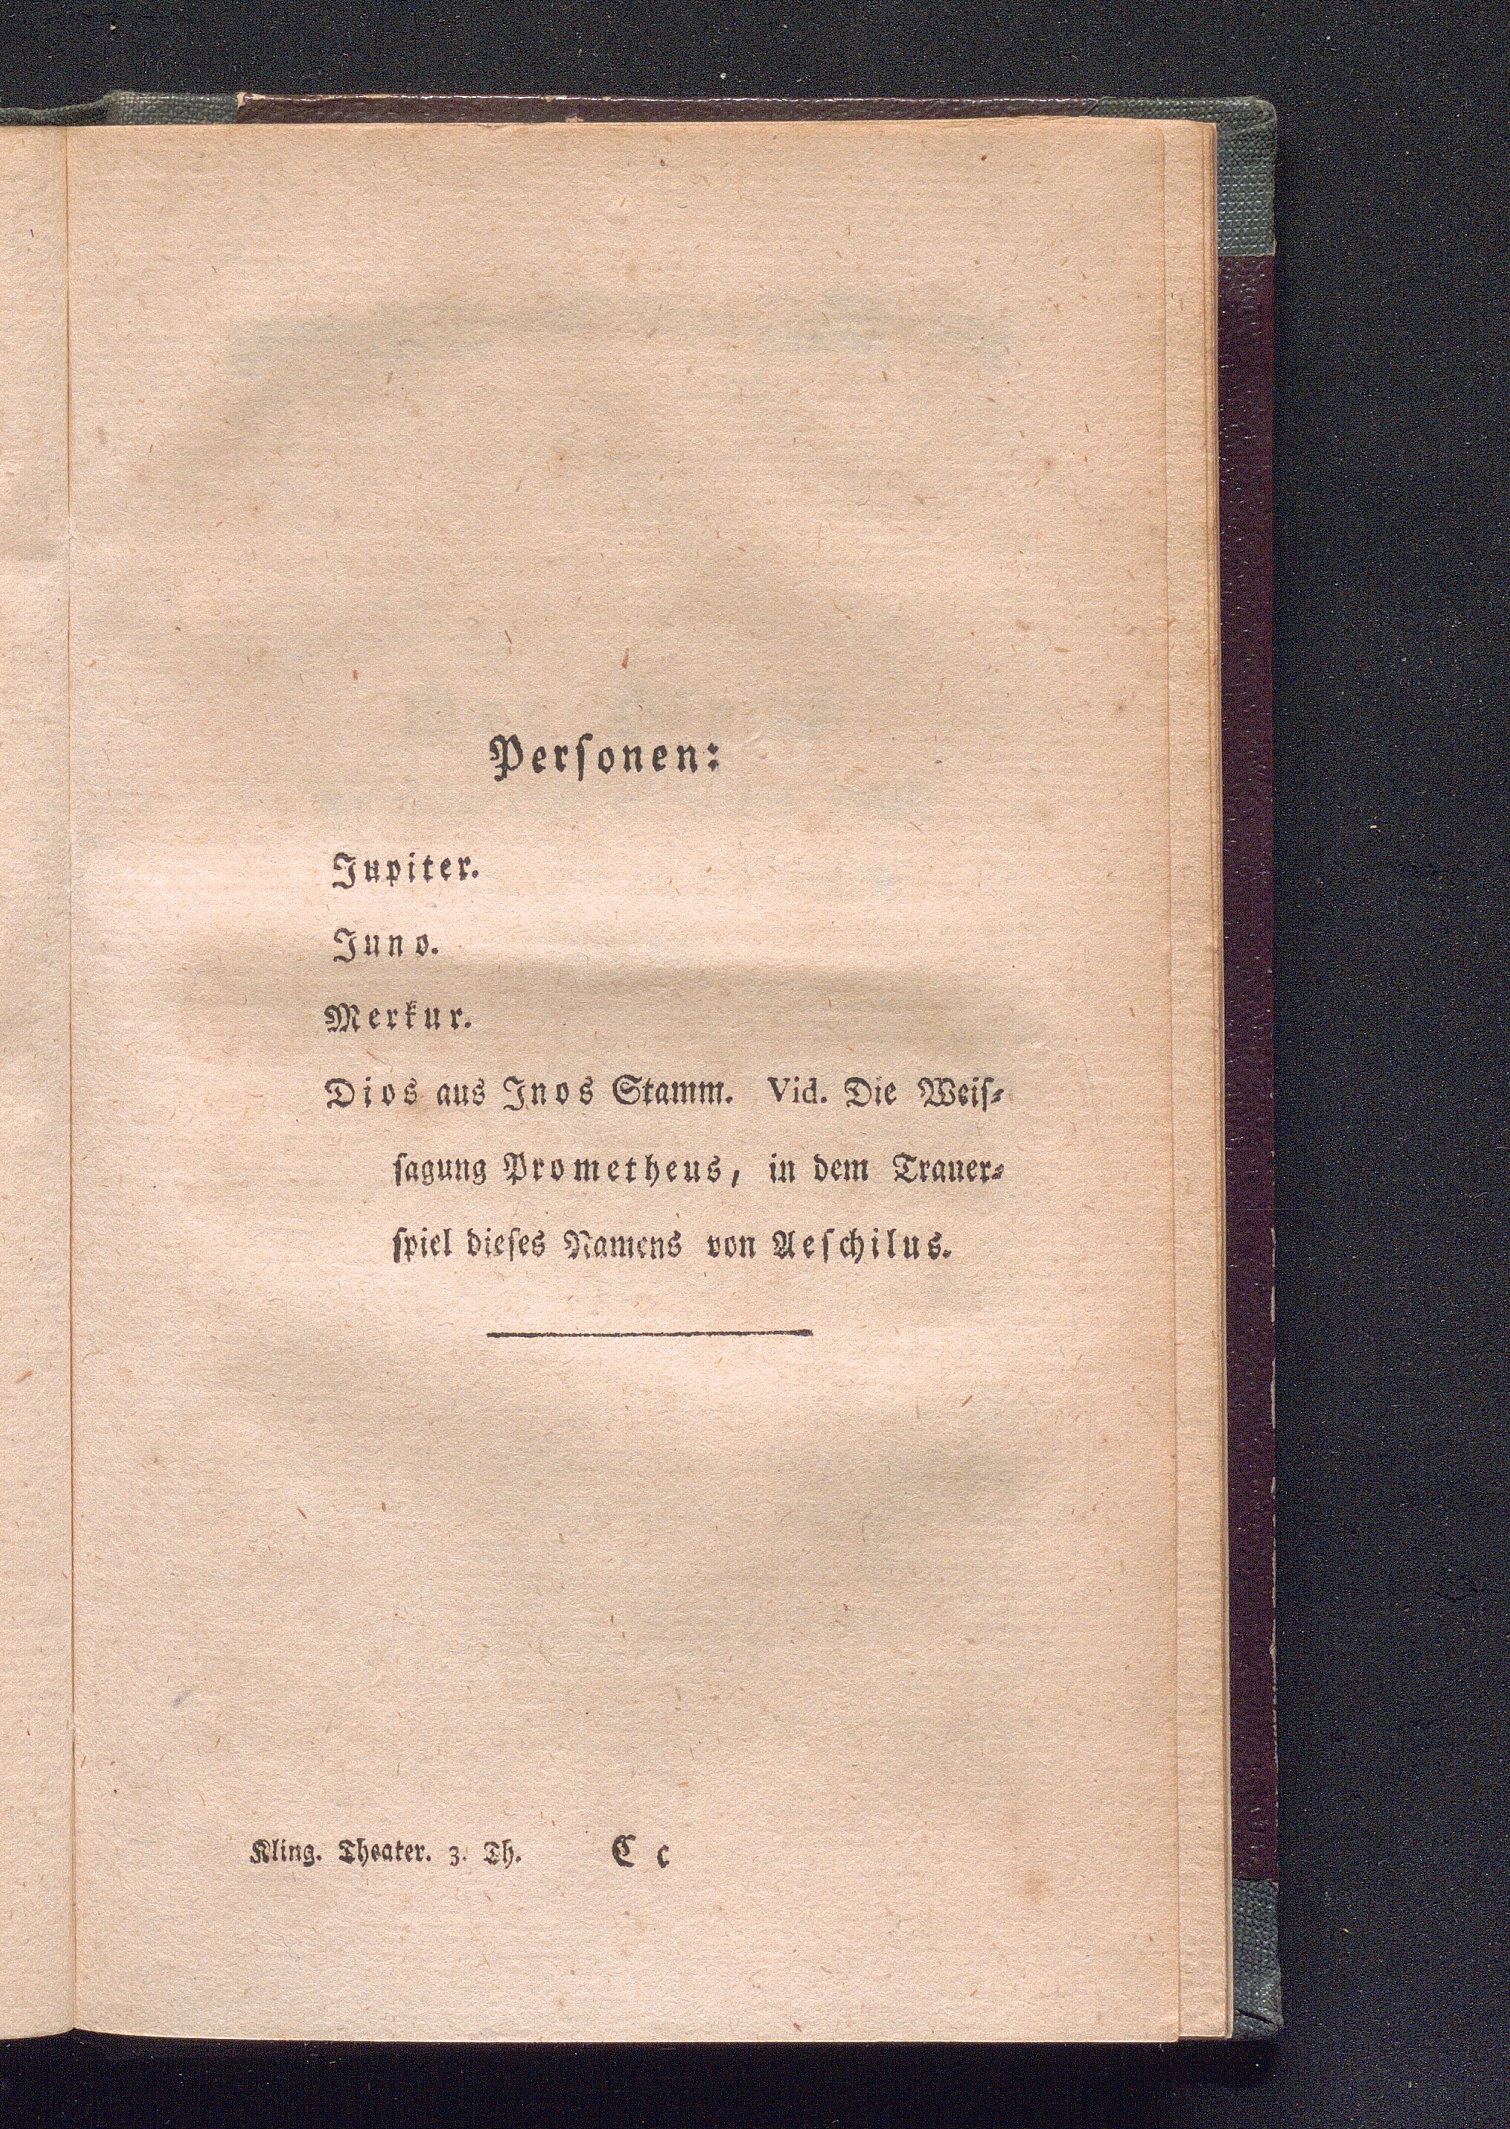 Perſonen:
Jupiter.
Juno.
Merkur.
Dios aus Inos Stamm. Vid. Die Weiſ-
ſagung Prometheus, in dem Trauer-
ſpiel dieſes Namens von Aeſchilus.
Kling. Theater. 3. Th. C c